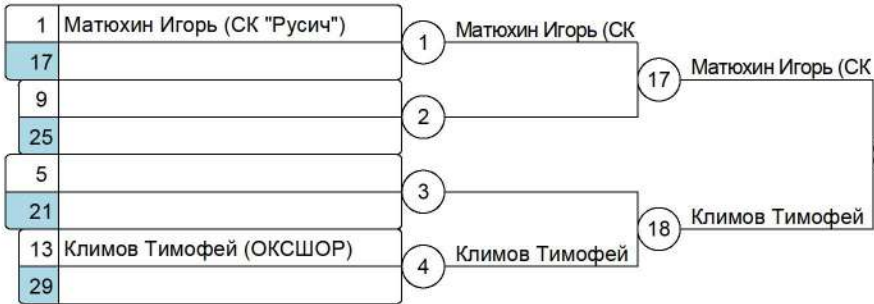 1 Матюхин Игорь (СК "Русич")
17
1
Матюхин Игорь (СК
17
Матюхин Игорь (СК
9
25
2
5
21
3
18
Климов Тимофей
13 Климов Тимофей (ОКСШОР)
29
4
Климов Тимофей